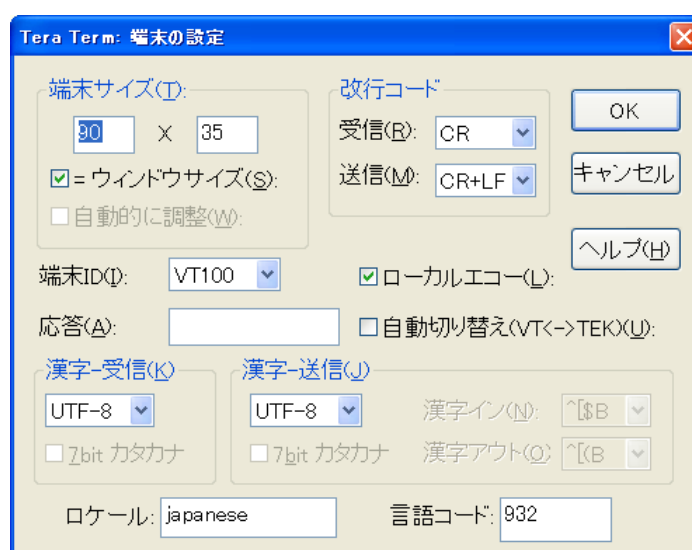 Tera Term: 端末の設定
端末サイズ(T):
90 X 35
☑= ウィンドウサイズ(S):
自動的に調整(W):
改行コード
受信(R): CR
送信(M): CR+LF
OK
キャンセル
ヘルプ(H)
端末ID(I): VT100
ローカルエコー(L):
応答(A):
自動切り替え(VT<->TEK)(U):
漢字-受信(K)
UTF-8
7bit カタカナ
漢字-送信(J)
UTF-8
漢字イン(N): ^[$B
7bit カタカナ
漢字アウト(O) ^[(B
ロケール: japanese
言語コード: 932